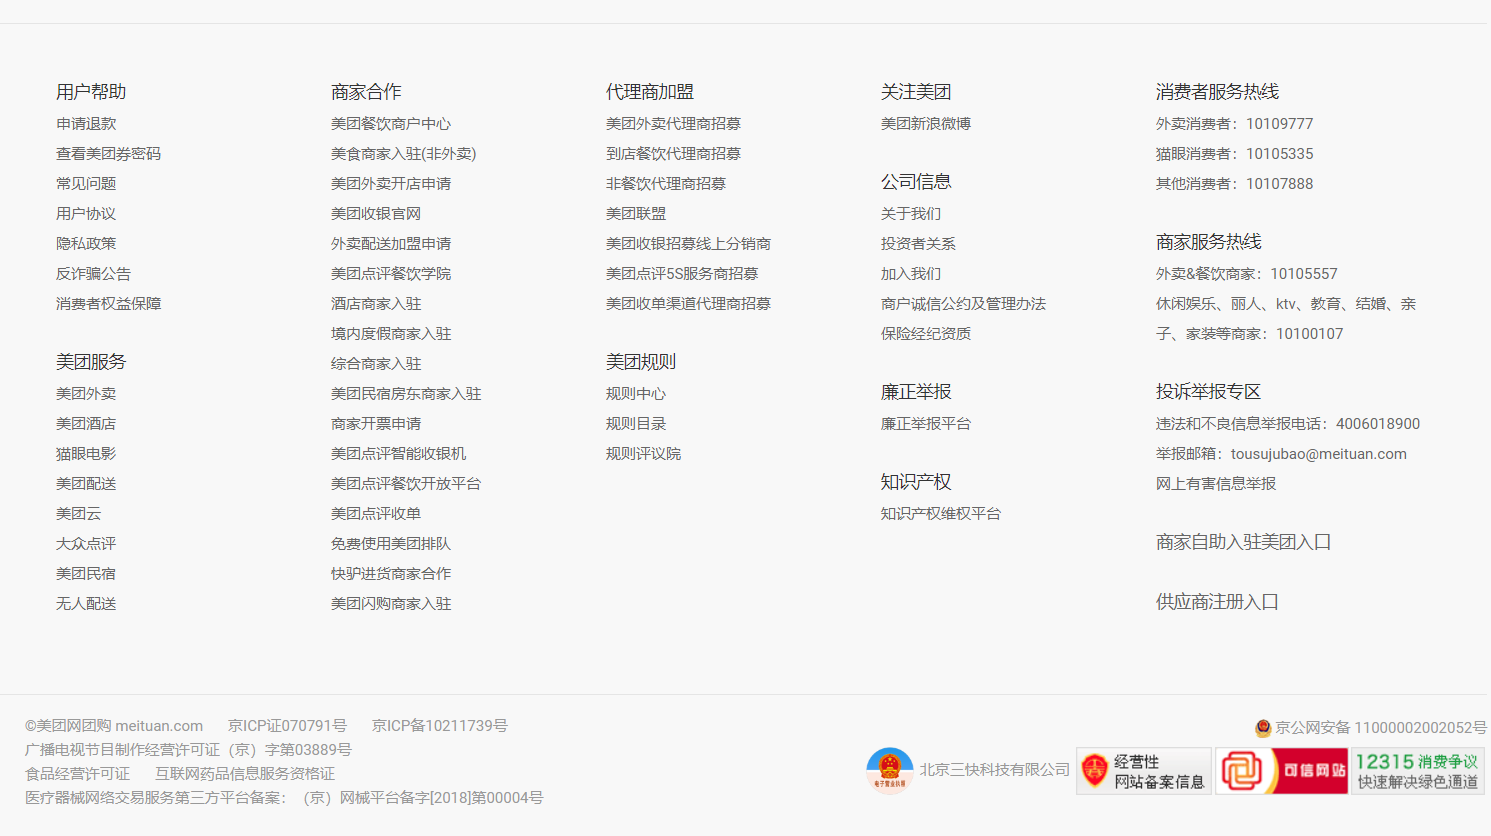 用户帮助
申请退款
查看美团券密码
常见问题
用户协议
隐私政策
反诈骗公告
消费者权益保障
美团服务
美团外卖
美团酒店
猫眼电影
美团配送
美团云
大众点评
美团民宿
无人配送
商家合作
美团餐饮商户中心
美食商家入驻(非外卖)
美团外卖开店申请
美团收银官网
外卖配送加盟申请
美团点评餐饮学院
酒店商家入驻
境内度假商家入驻
综合商家入驻
美团民宿房东商家入驻
商家开票申请
美团点评智能收银机
美团点评餐饮开放平台
美团点评收单
免费使用美团排队
快驴进货商家合作
美团闪购商家入驻
代理商加盟
美团外卖代理商招募
到店餐饮代理商招募
非餐饮代理商招募
美团联盟
美团收银招募线上分销商
美团点评5S服务商招募
美团收单渠道代理商招募
美团规则
规则中心
规则目录
规则评议院
关注美团
美团新浪微博
公司信息
关于我们
投资者关系
加入我们
商户诚信公约及管理办法
保险经纪资质
廉正举报
廉正举报平台
知识产权
知识产权维权平台
消费者服务热线
外卖消费者：10109777
猫眼消费者：10105335
其他消费者：10107888
商家服务热线
外卖&餐饮商家：10105557
休闲娱乐、丽人、ktv、教育、结婚、亲
子、家装等商家：10100107
投诉举报专区
违法和不良信息举报电话：4006018900
举报邮箱：tousujubao@meituan.com
网上有害信息举报
商家自助入驻美团入口
供应商注册入口
©美团网团购 meituan.com 京ICP证070791号 京ICP备10211739号
广播电视节目制作经营许可证（京）字第03889号
食品经营许可证 互联网药品信息服务资格证
医疗器械网络交易服务第三方平台备案：（京）网械平台备字[2018]第00004号
京公网安备 11000002002052号
电子营业执照
北京三快科技有限公司
经营性
网站备案信息
可信网站
12315 消费争议
快速解决绿色通道